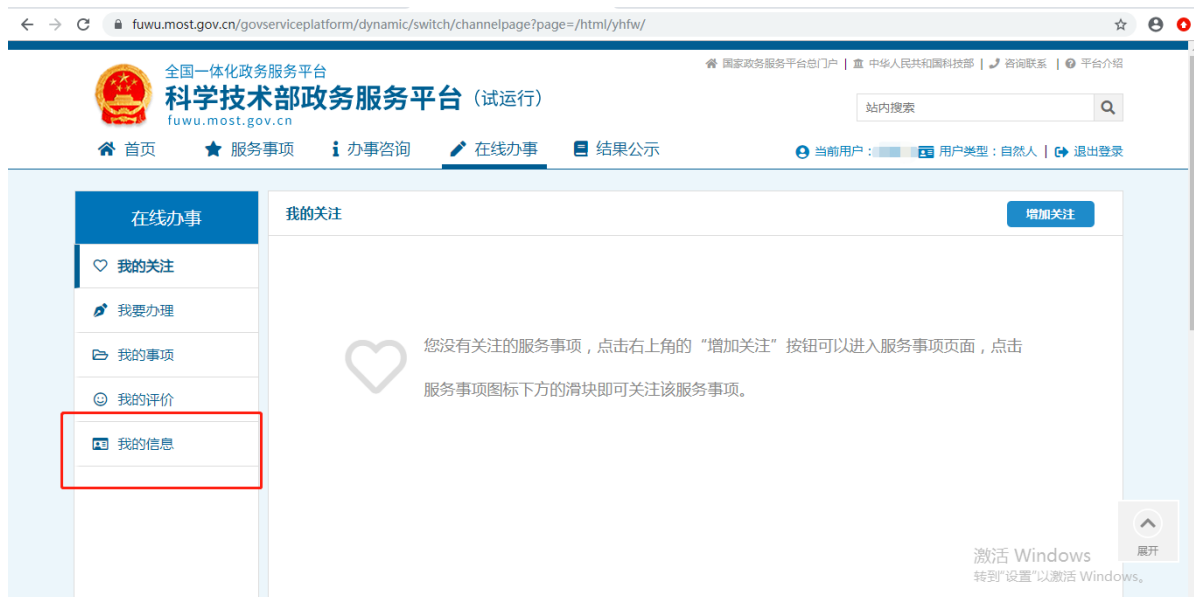 fuwu.most.gov.cn/govserviceplatform/dynamic/switch/channelpage?page=/html/yhfw/
国家政务服务平台总门户 | 中华人民共和国科技部 | 咨询联系 | 平台介绍
全国一体化政务服务平台
科学技术部政务服务平台（试运行）
fuwu.most.gov.cn
站内搜索
首页 服务事项 办事咨询 在线办事 结果公示
当前用户： 用户类型：自然人 | 退出登录
在线办事
我的关注
我要办理
我的事项
我的评价
我的信息
我的关注
增加关注
您没有关注的服务事项，点击右上角的“增加关注”按钮可以进入服务事项页面，点击
服务事项图标下方的滑块即可关注该服务事项。
展开
激活 Windows
转到"设置"以激活 Windows。